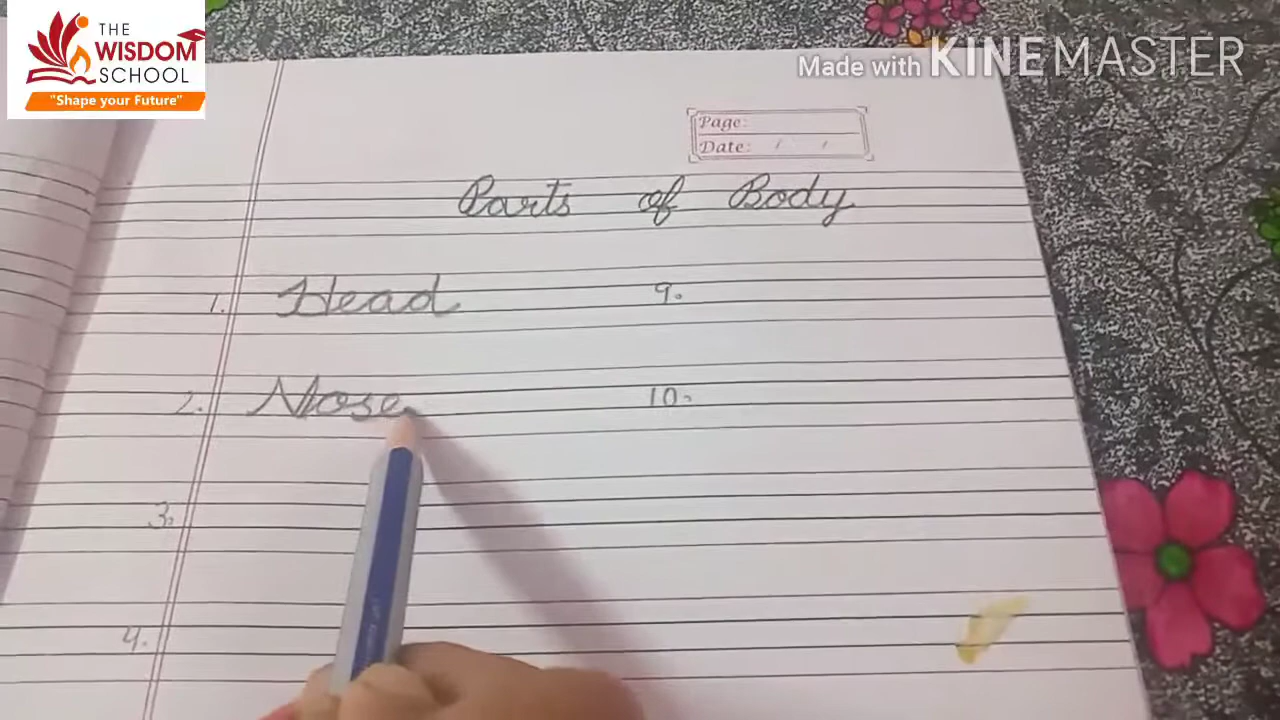 THE
WISDOM
SCHOOL
"Shape your Future"
Made with KINEMASTER
Page:
Date: / /
Parts of Body
1. Head 9.
2. Nose 10.
3.
4.